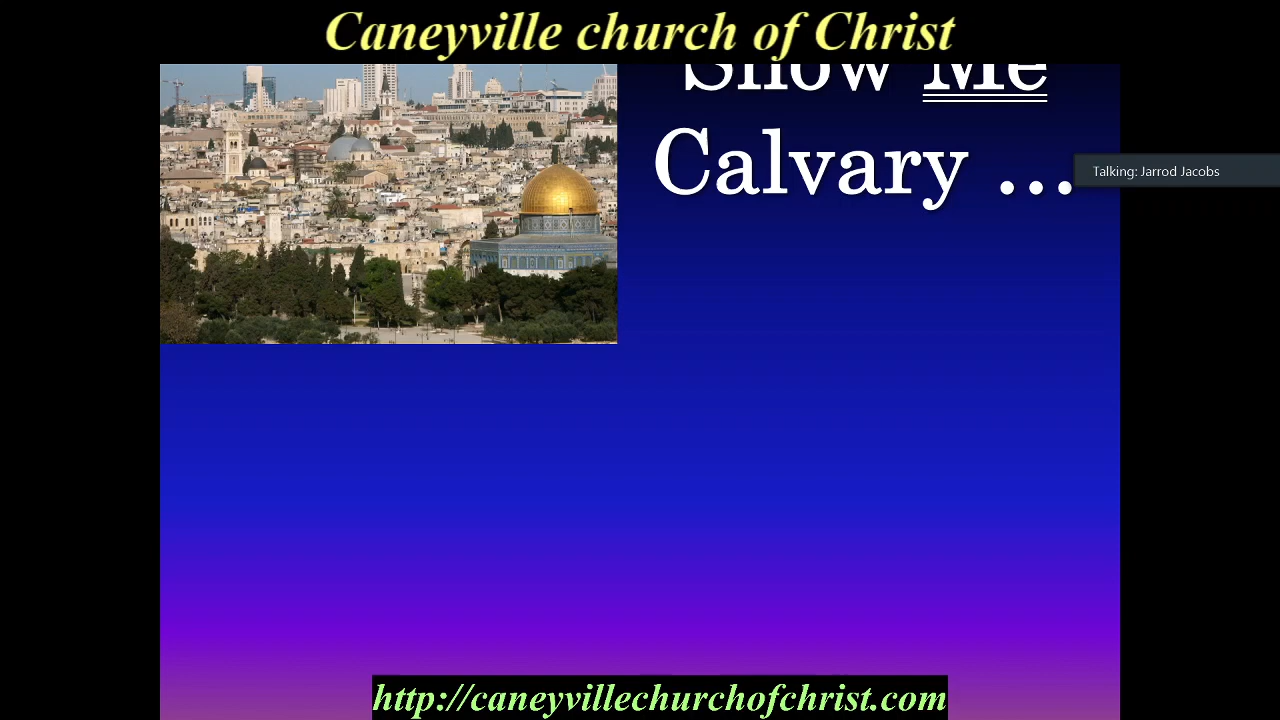 Caneyville church of Christ
Show Me
Calvary ...
Talking: Jarrod Jacobs
http://caneyvillechurchofchrist.com